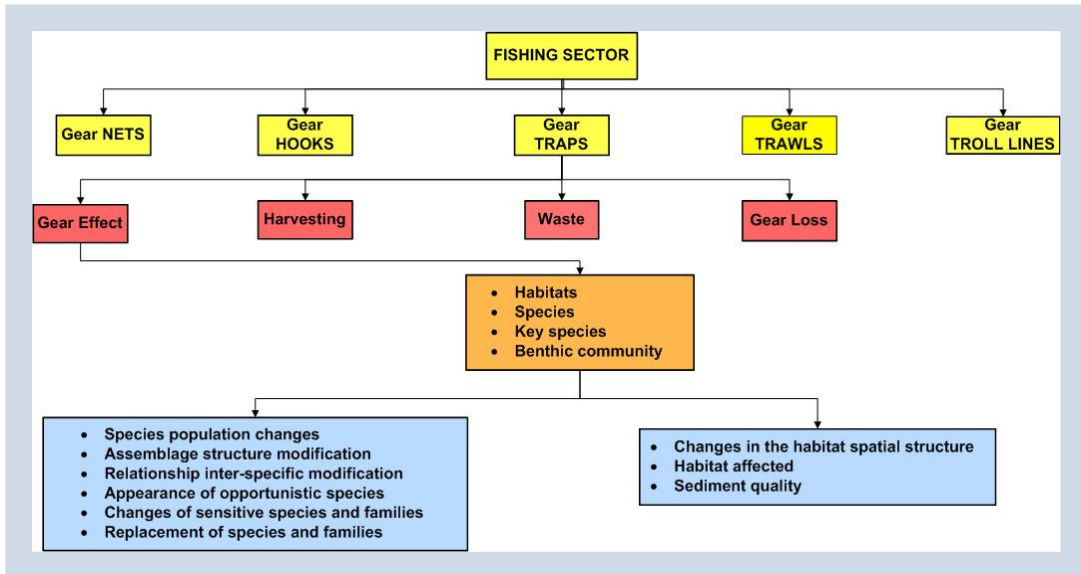 FISHING SECTOR
Gear NETS
Gear
HOOKS
Gear
TRAPS
Gear
TRAWLS
Gear
TROLL LINES
Gear Effect
Harvesting
Waste
Gear Loss
• Habitats
• Species
• Key species
• Benthic community
• Species population changes
• Assemblage structure modification
• Relationship inter-specific modification
• Appearance of opportunistic species
• Changes of sensitive species and families
• Replacement of species and families
• Changes in the habitat spatial structure
• Habitat affected
• Sediment quality